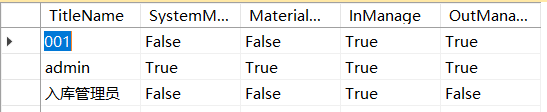 TitleName SystemM... Material... InManage OutMana...
001 False False True True
admin True True True True
入库管理员 False False True False